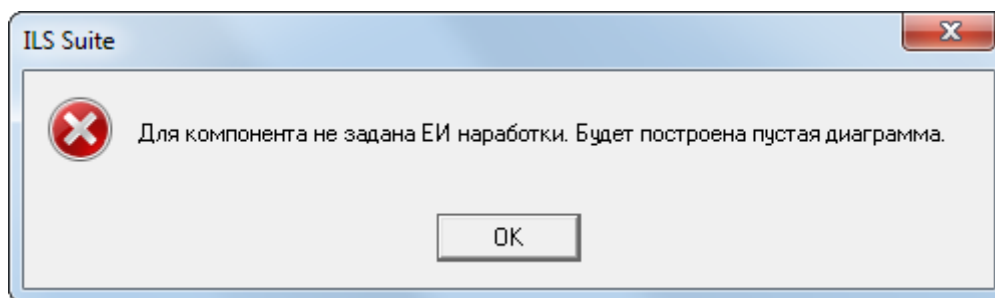 ILS Suite
Для компонента не задана ЕИ наработки. Будет построена пустая диаграмма.
OK